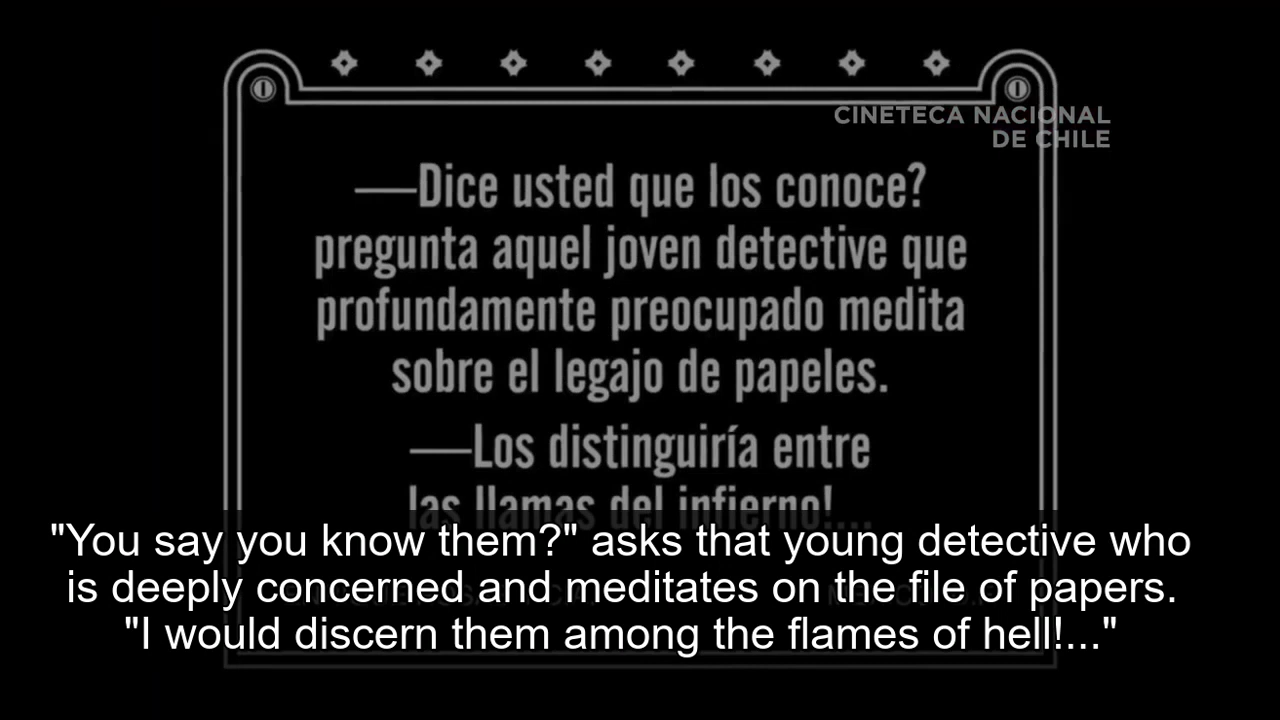 CINETECA NACIONAL
DE CHILE
—Dice usted que los conoce?
pregunta aquel joven detective que
profundamente preocupado medita
sobre el legajo de papeles.
—Los distinguiría entre
las llamas del infierno!...
"You say you know them?" asks that young detective who
is deeply concerned and meditates on the file of papers.
"I would discern them among the flames of hell!..."